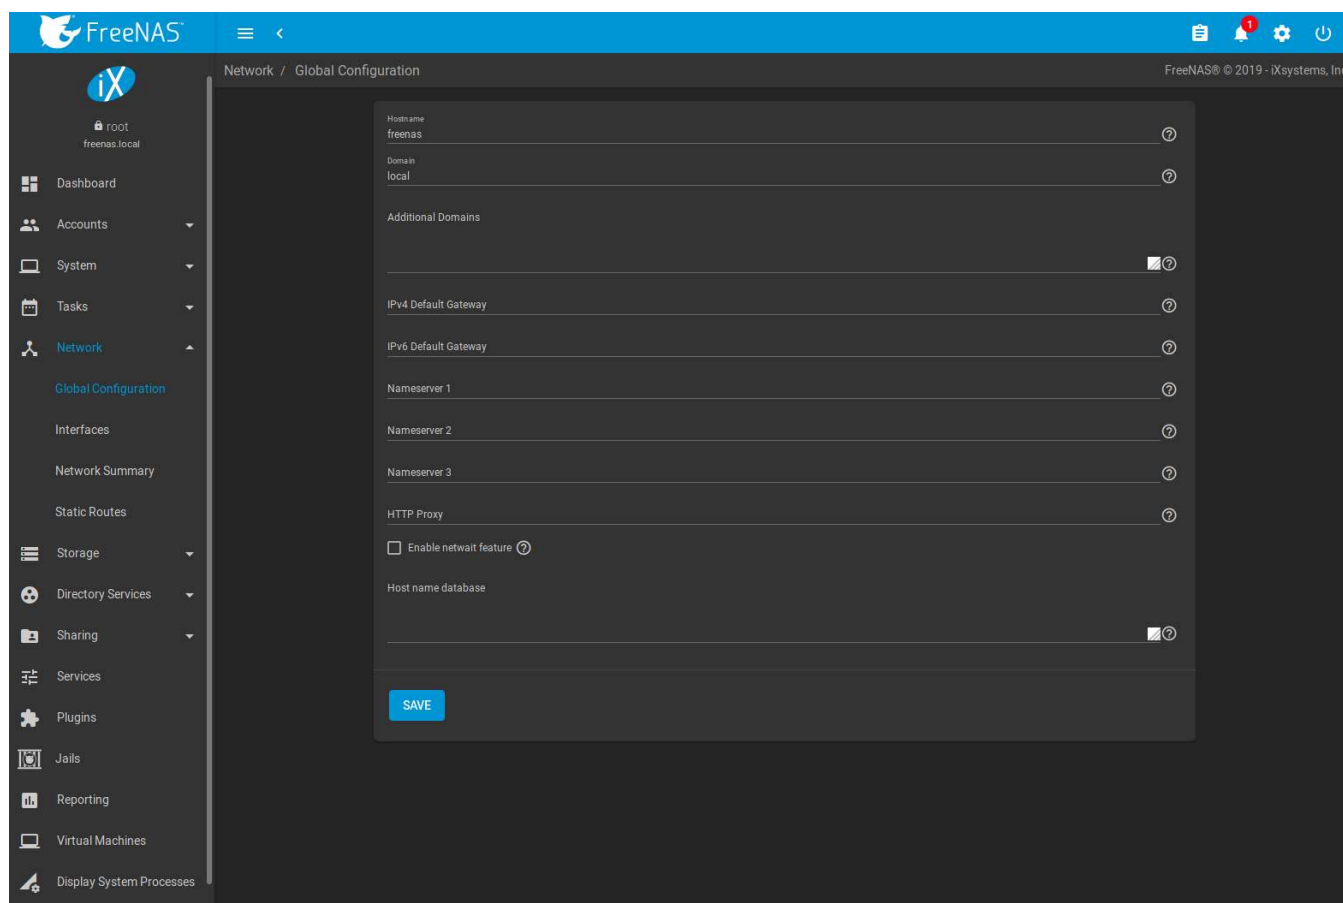 FreeNAS
1
iX
root
freenas.local
Dashboard
Accounts
System
Tasks
Network
Global Configuration
Interfaces
Network Summary
Static Routes
Storage
Directory Services
Sharing
Services
Plugins
Jails
Reporting
Virtual Machines
Display System Processes
Network / Global Configuration
FreeNAS® © 2019 - iXsystems, Inc
Hostname
freenas
Domain
local
Additional Domains
IPv4 Default Gateway
IPv6 Default Gateway
Nameserver 1
Nameserver 2
Nameserver 3
HTTP Proxy
Enable netwait feature
Host name database
SAVE